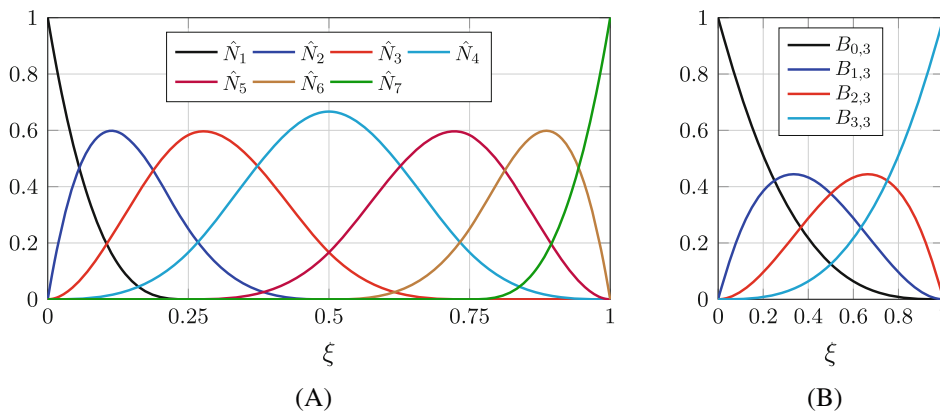 1
0.8
0.6
0.4
0.2
0
0 0.25 0.5 0.75 1
ξ
N̂₁ N̂₂ N̂₃ N̂₄
N̂₅ N̂₆ N̂₇
(A)
1
0.8
0.6
0.4
0.2
0
0 0.2 0.4 0.6 0.8
ξ
B₀,₃
B₁,₃
B₂,₃
B₃,₃
(B)